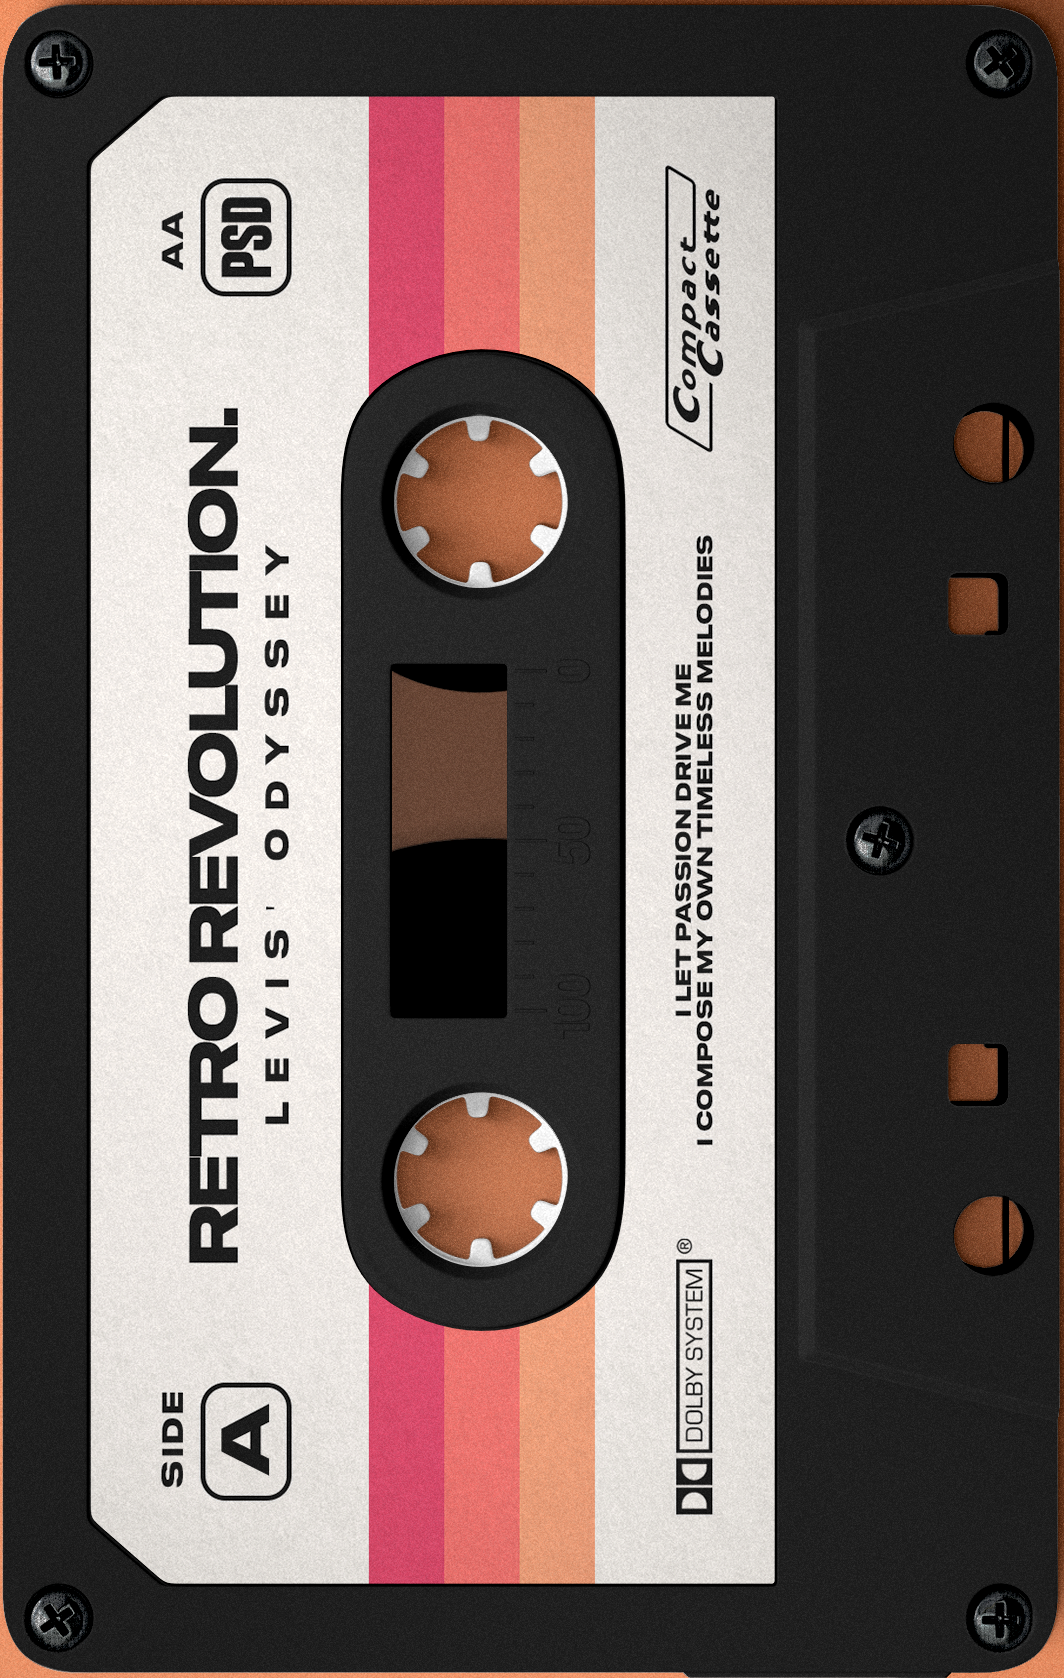 SIDE
A
RETRO REVOLUTION.
LEVIS' ODYSSEY
AA
PSD
100
50
0
DOLBY SYSTEM®
I LET PASSION DRIVE ME
I COMPOSE MY OWN TIMELESS MELODIES
Compact
Cassette